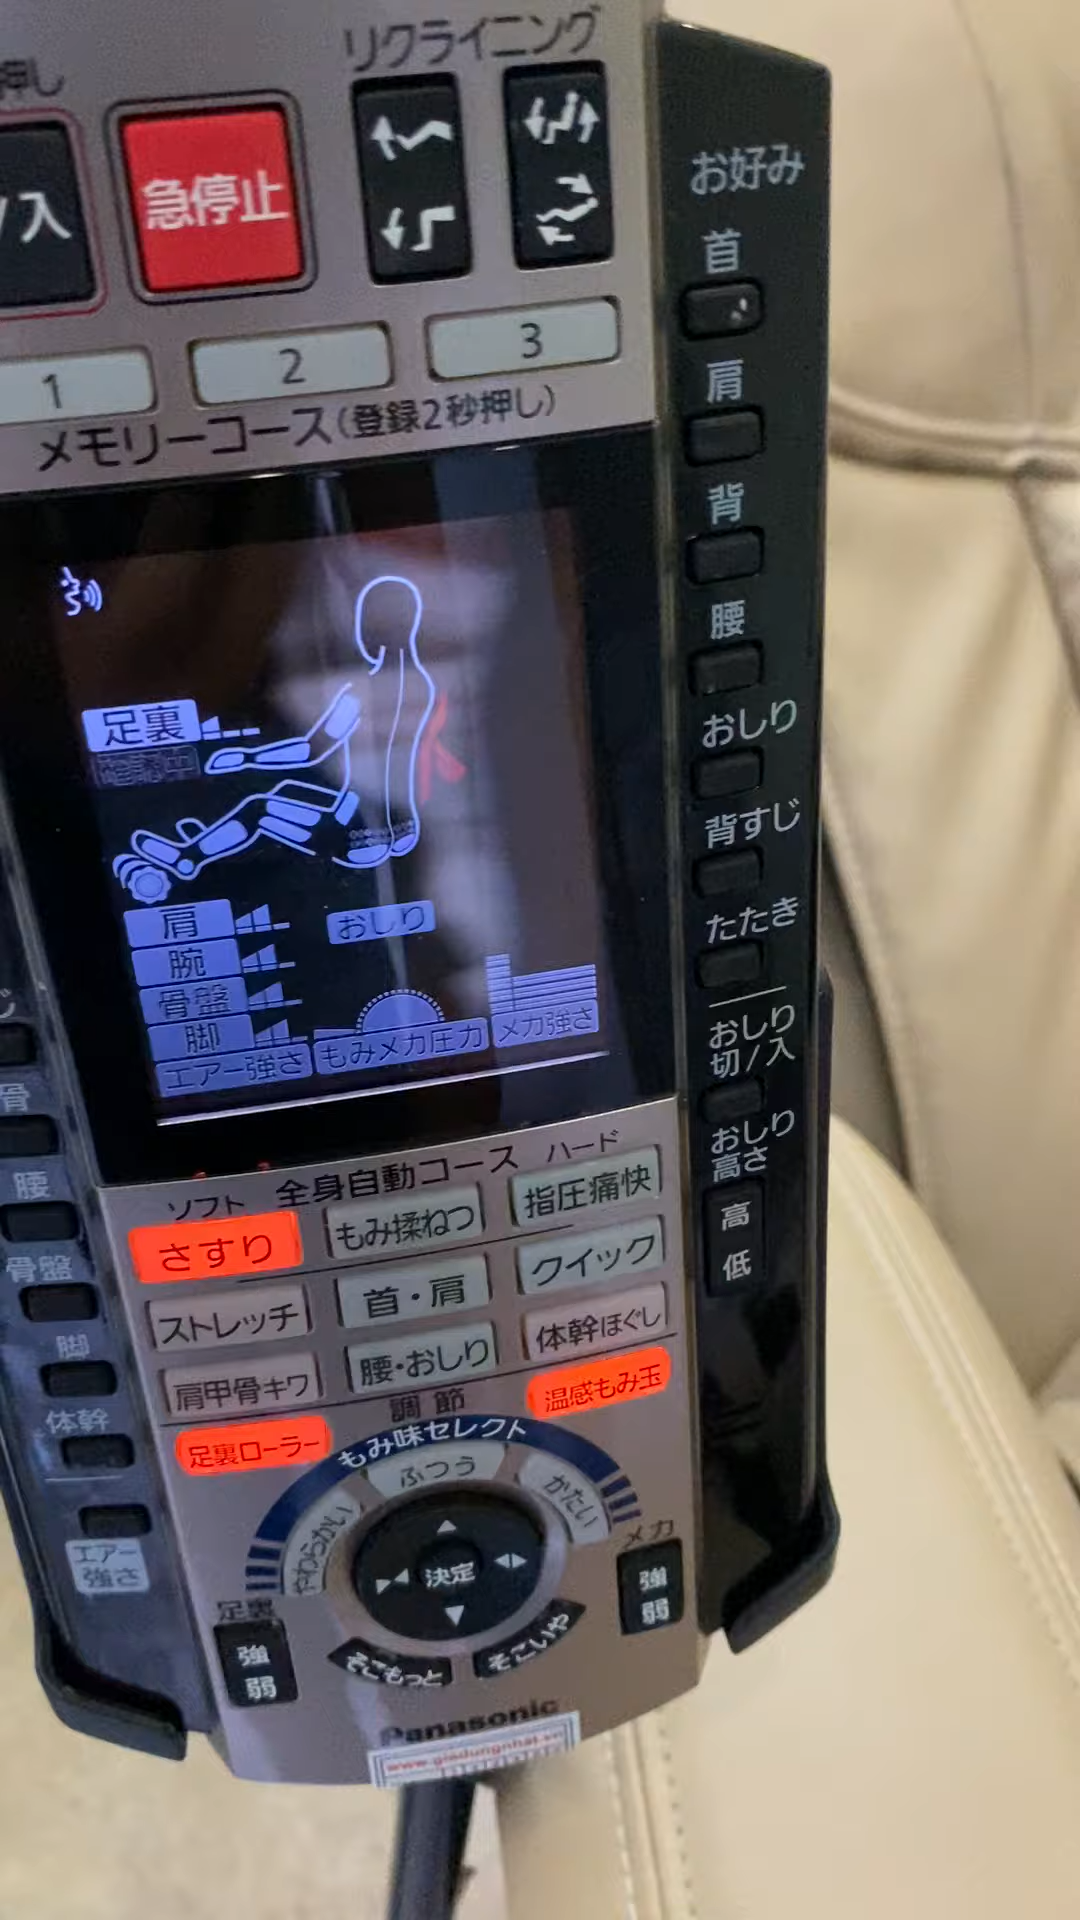 押し
リクライニング
/入
急停止
1
2
3
メモリーコース(登録2秒押し)
お好み
首
肩
背
腰
おしり
背すじ
たたき
おしり
切/入
おしり
高さ
高
低
足裏
確認中
肩
腕
骨盤
脚
エアー強さ
おしり
もみメカ圧力
メカ強さ
じ
骨
腰
骨盤
脚
体幹
エアー
強さ
ソフト
全身自動コース
ハード
さすり
もみ揉ねつ
指圧痛快
ストレッチ
首・肩
クイック
肩甲骨キワ
腰・おしり
体幹ほぐし
調節
足裏ローラー
もみ味セレクト
温感もみ玉
やわらかい
ふつう
かたい
決定
足裏
強
弱
メカ
強
弱
そこもっと
そこいや
Panasonic
www.giadungnhat.vn